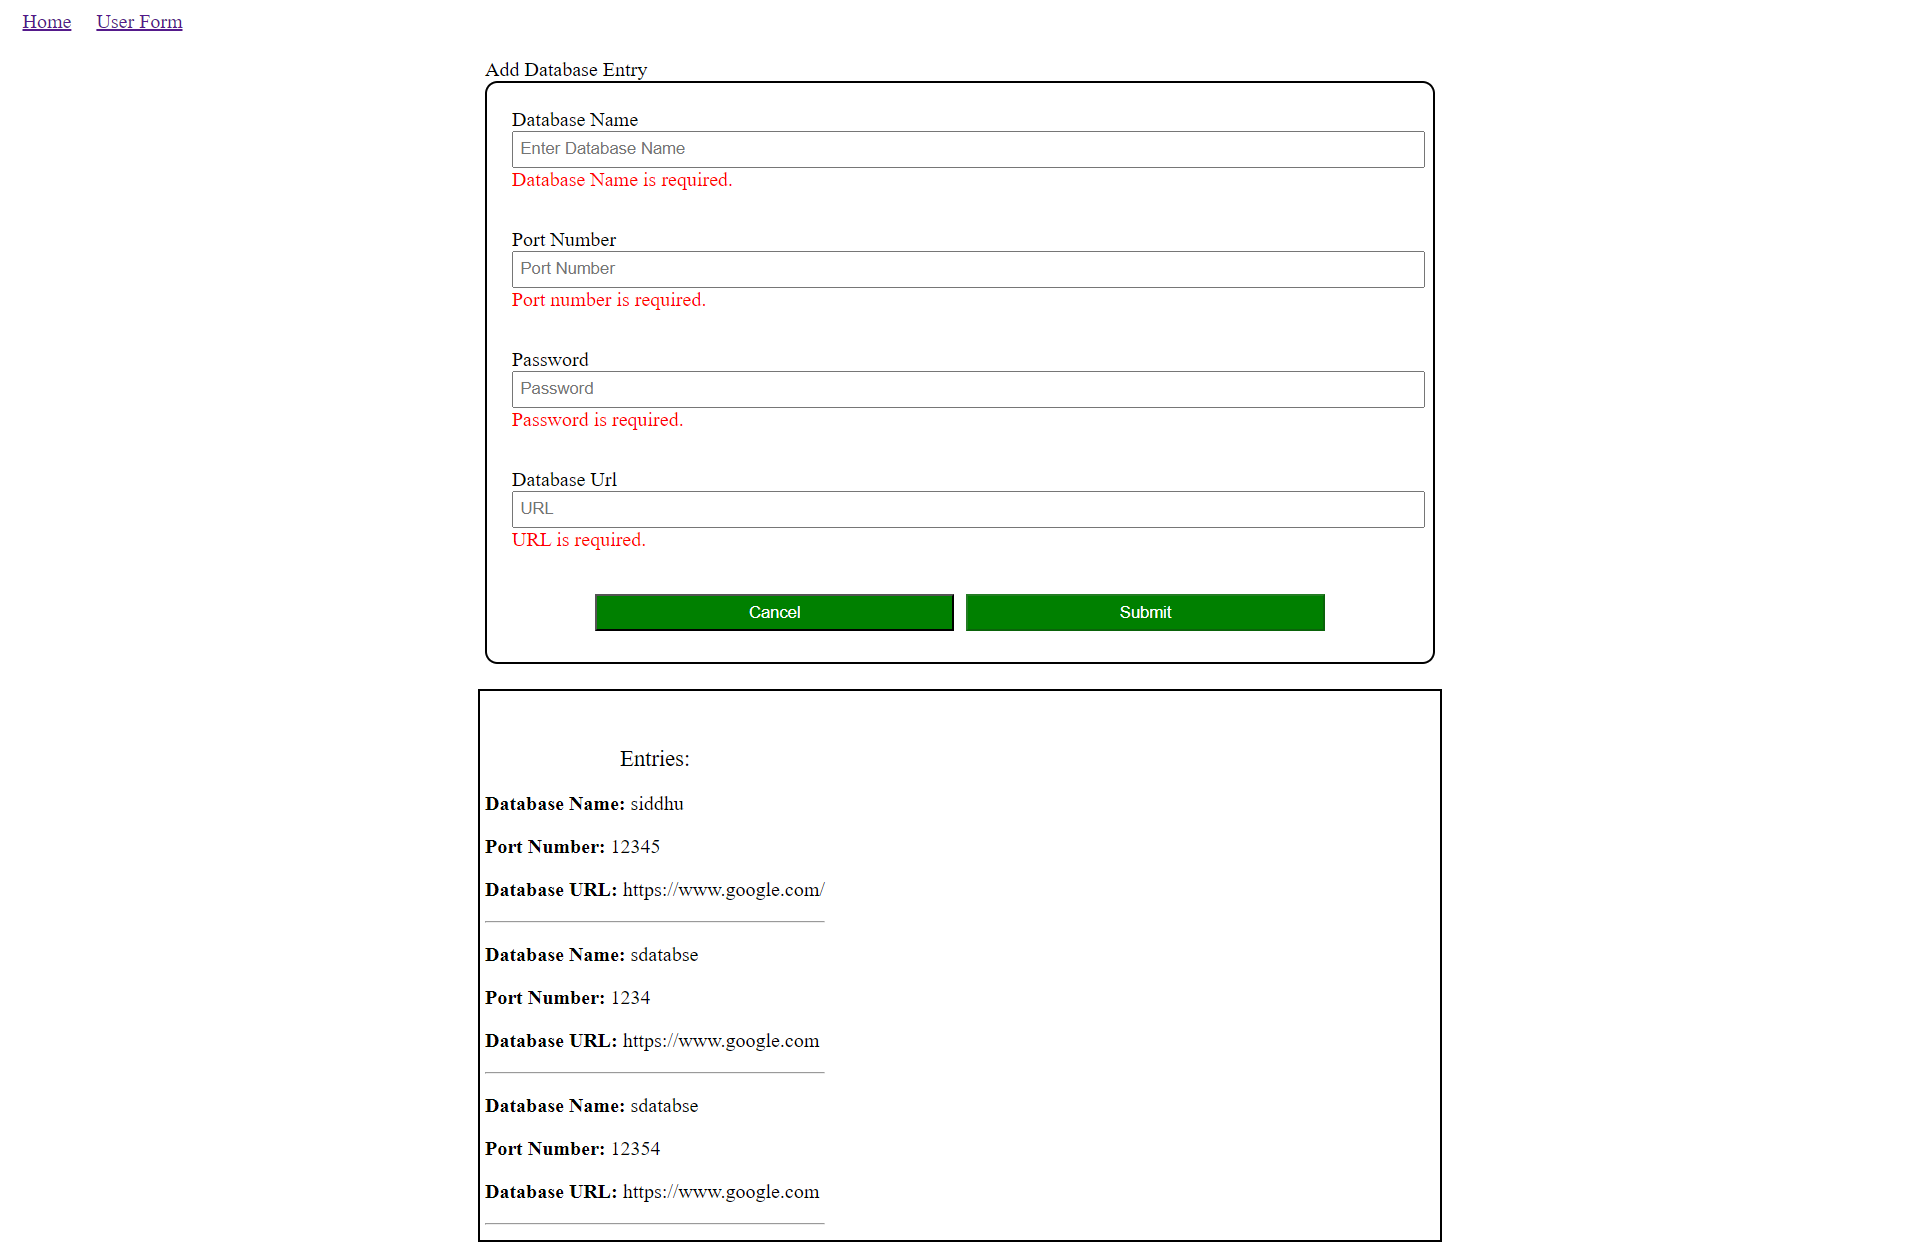 Home User Form
Add Database Entry
Database Name
Enter Database Name
Database Name is required.
Port Number
Port Number
Port number is required.
Password
Password
Password is required.
Database Url
URL
URL is required.
Cancel Submit
Entries:
Database Name: siddhu
Port Number: 12345
Database URL: https://www.google.com/
Database Name: sdatabse
Port Number: 1234
Database URL: https://www.google.com
Database Name: sdatabse
Port Number: 12354
Database URL: https://www.google.com